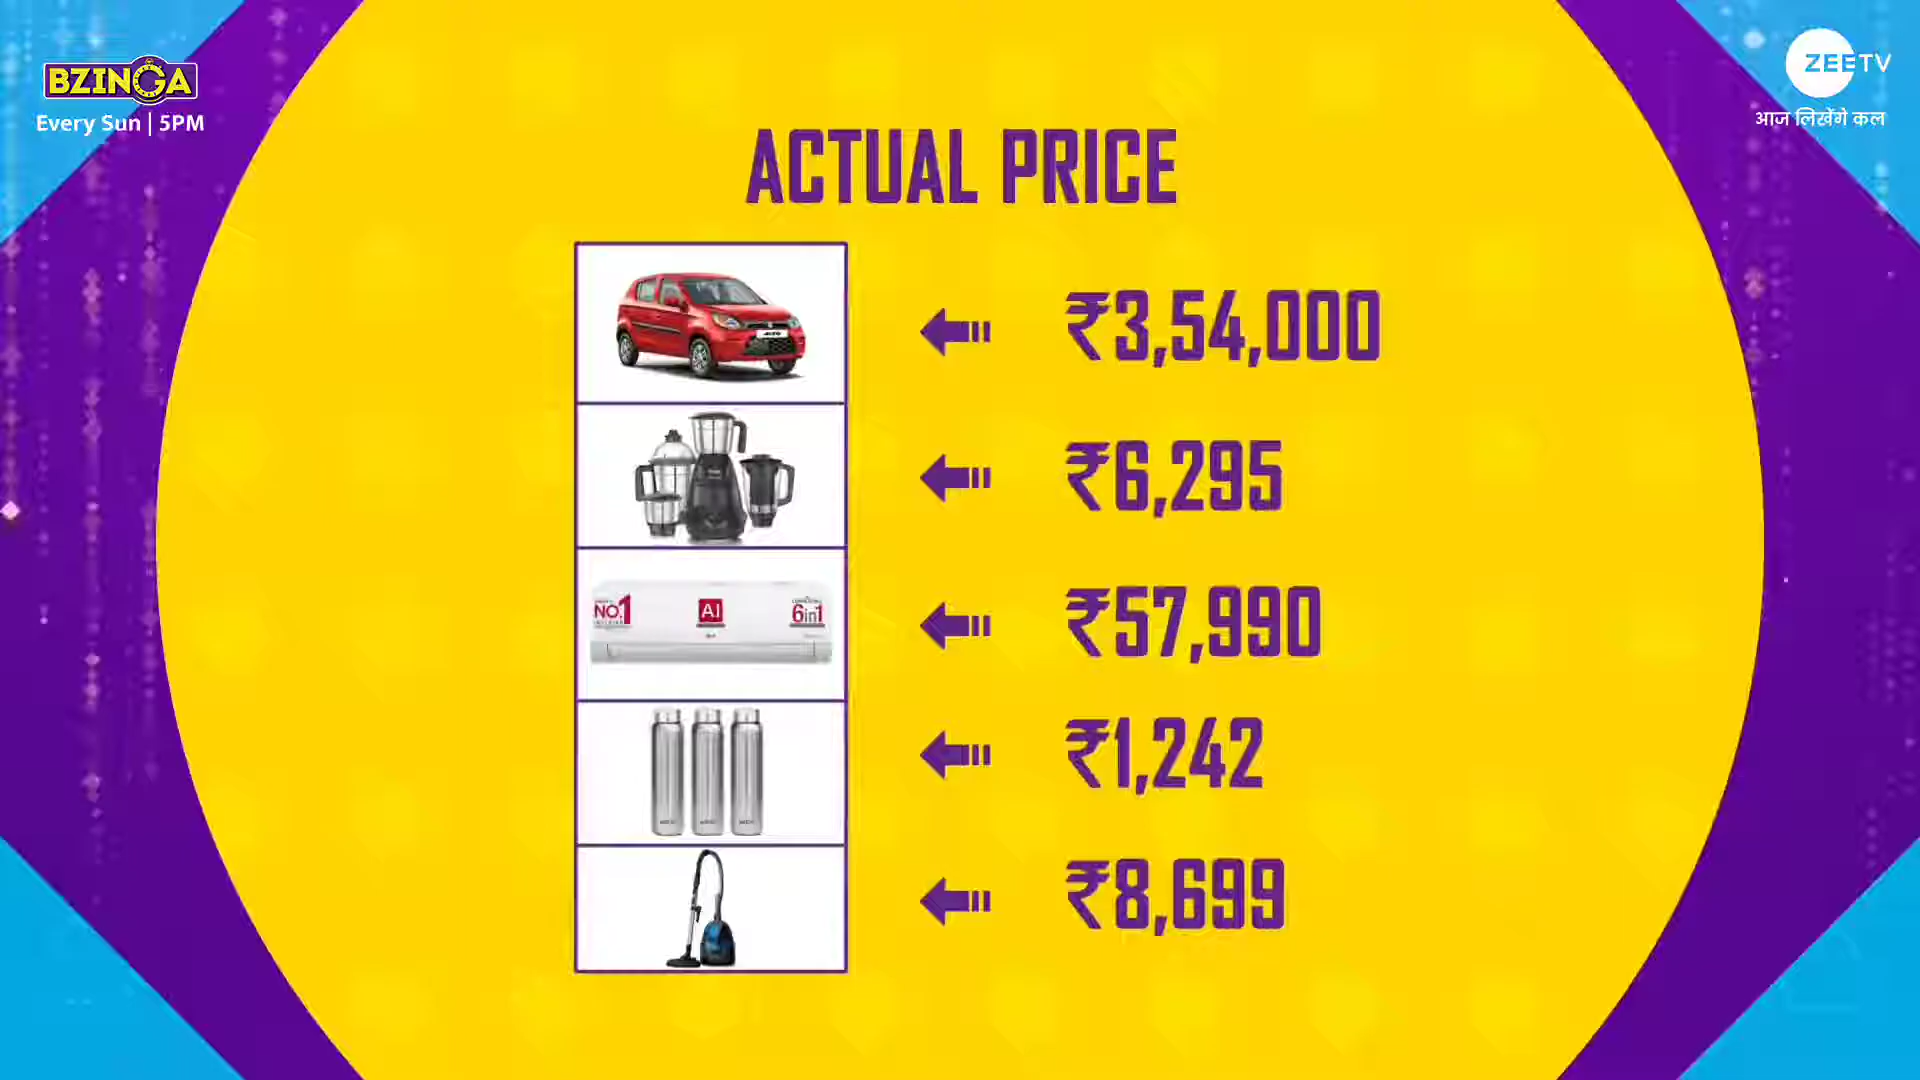 BZINGA
Every Sun | 5PM
ZEETV
आज लिखेंगे कल
ACTUAL PRICE
₹3,54,000
₹6,295
NO.1
AI
6in1
₹57,990
₹1,242
₹8,699